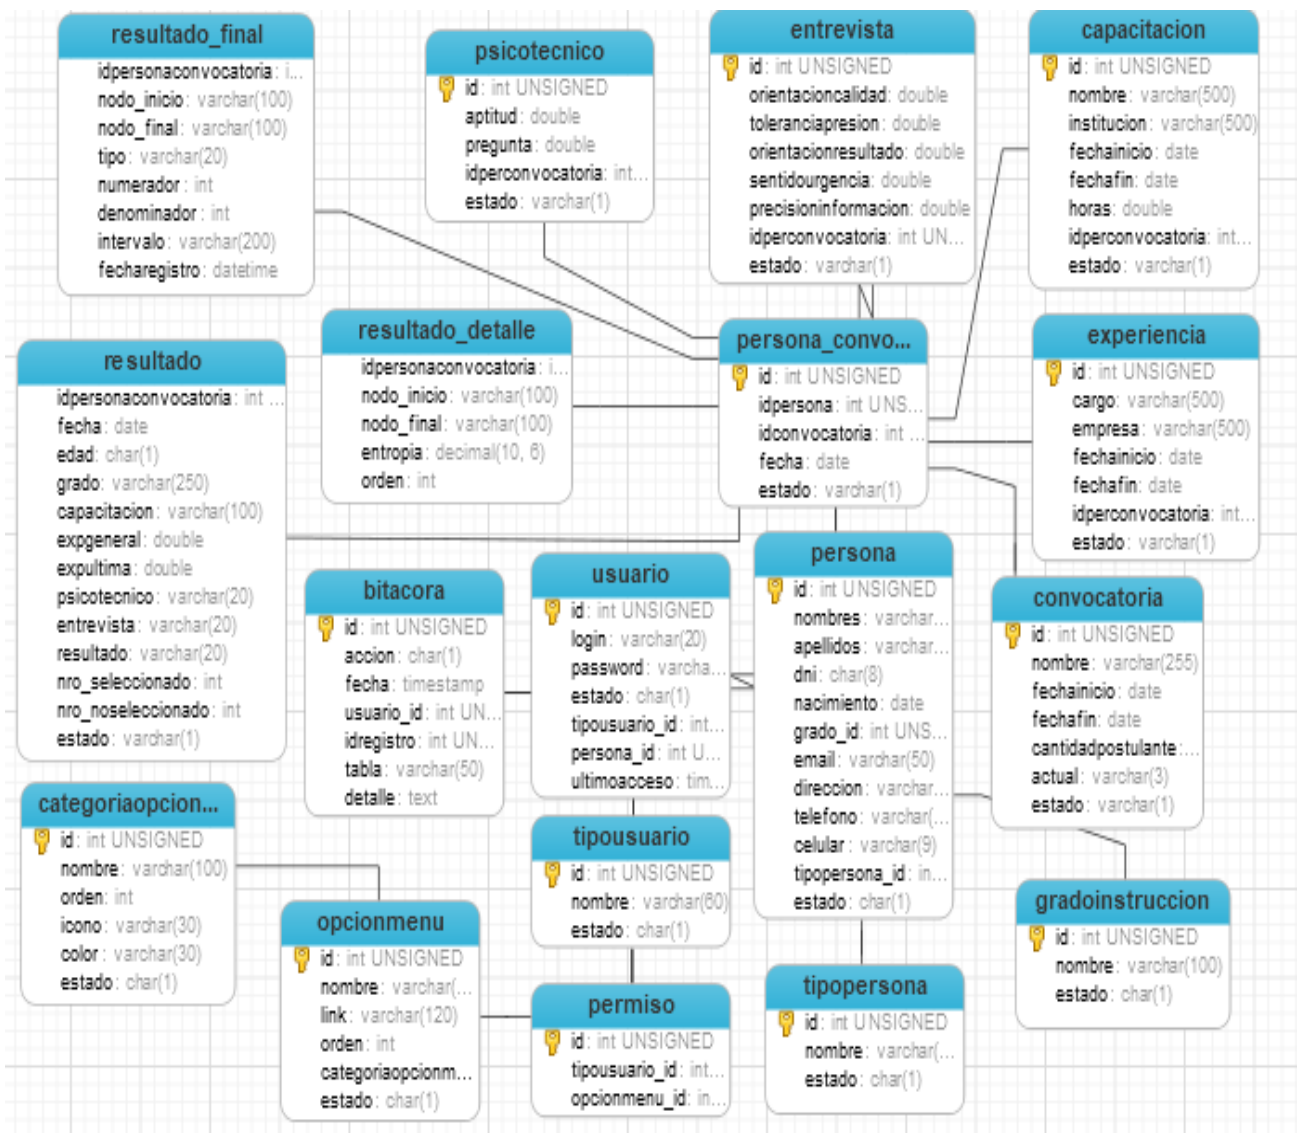 resultado_final
idpersonaconvocatoria: i...
nodo_inicio: varchar(100)
nodo_final: varchar(100)
tipo: varchar(20)
numerador: int
denominador: int
intervalo: varchar(200)
fecharegistro: datetime
psicotecnico
id: int UNSIGNED
aptitud: double
pregunta: double
idperconvocatoria: int...
estado: varchar(1)
entrevista
id: int UNSIGNED
orientacioncalidad: double
toleranciapresion: double
orientacionresultado: double
sentidourgencia: double
precisioninformacion: double
idperconvocatoria: int UN...
estado: varchar(1)
capacitacion
id: int UNSIGNED
nombre: varchar(500)
institucion: varchar(500)
fechainicio: date
fechafin: date
horas: double
idperconvocatoria: int...
estado: varchar(1)
resultado
idpersonaconvocatoria: int ...
fecha: date
edad: char(1)
grado: varchar(250)
capacitacion: varchar(100)
expgeneral: double
expultima: double
psicotecnico: varchar(20)
entrevista: varchar(20)
resultado: varchar(20)
nro_seleccionado: int
nro_noseleccionado: int
estado: varchar(1)
resultado_detalle
idpersonaconvocatoria: i...
nodo_inicio: varchar(100)
nodo_final: varchar(100)
entropia: decimal(10, 6)
orden: int
persona_convo...
id: int UNSIGNED
idpersona: int UNS...
idconvocatoria: int ...
fecha: date
estado: varchar(1)
experiencia
id: int UNSIGNED
cargo: varchar(500)
empresa: varchar(500)
fechainicio: date
fechafin: date
idperconvocatoria: int...
estado: varchar(1)
bitacora
id: int UNSIGNED
accion: char(1)
fecha: timestamp
usuario_id: int UN...
idregistro: int UN...
tabla: varchar(50)
detalle: text
usuario
id: int UNSIGNED
login: varchar(20)
password: varcha...
estado: char(1)
tipousuario_id: int...
persona_id: int U...
ultimoacceso: tim...
persona
id: int UNSIGNED
nombres: varchar...
apellidos: varchar...
dni: char(8)
nacimiento: date
grado_id: int UNS...
email: varchar(50)
direccion: varchar...
telefono: varchar(...
celular: varchar(9)
tipopersona_id: in...
estado: char(1)
convocatoria
id: int UNSIGNED
nombre: varchar(255)
fechainicio: date
fechafin: date
cantidadpostulante:...
actual: varchar(3)
estado: varchar(1)
categoriaopcion...
id: int UNSIGNED
nombre: varchar(100)
orden: int
icono: varchar(30)
color: varchar(30)
estado: char(1)
opcionmenu
id: int UNSIGNED
nombre: varchar(...
link: varchar(120)
orden: int
categoriaopcionm...
estado: char(1)
tipousuario
id: int UNSIGNED
nombre: varchar(60)
estado: char(1)
permiso
id: int UNSIGNED
tipousuario_id: int...
opcionmenu_id: in...
tipopersona
id: int UNSIGNED
nombre: varchar(...
estado: char(1)
gradoinstruccion
id: int UNSIGNED
nombre: varchar(100)
estado: char(1)